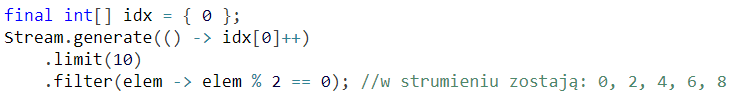 final int[] idx = { 0 };
Stream.generate(() -> idx[0]++)
    .limit(10)
    .filter(elem -> elem % 2 == 0); //w strumieniu zostają: 0, 2, 4, 6, 8